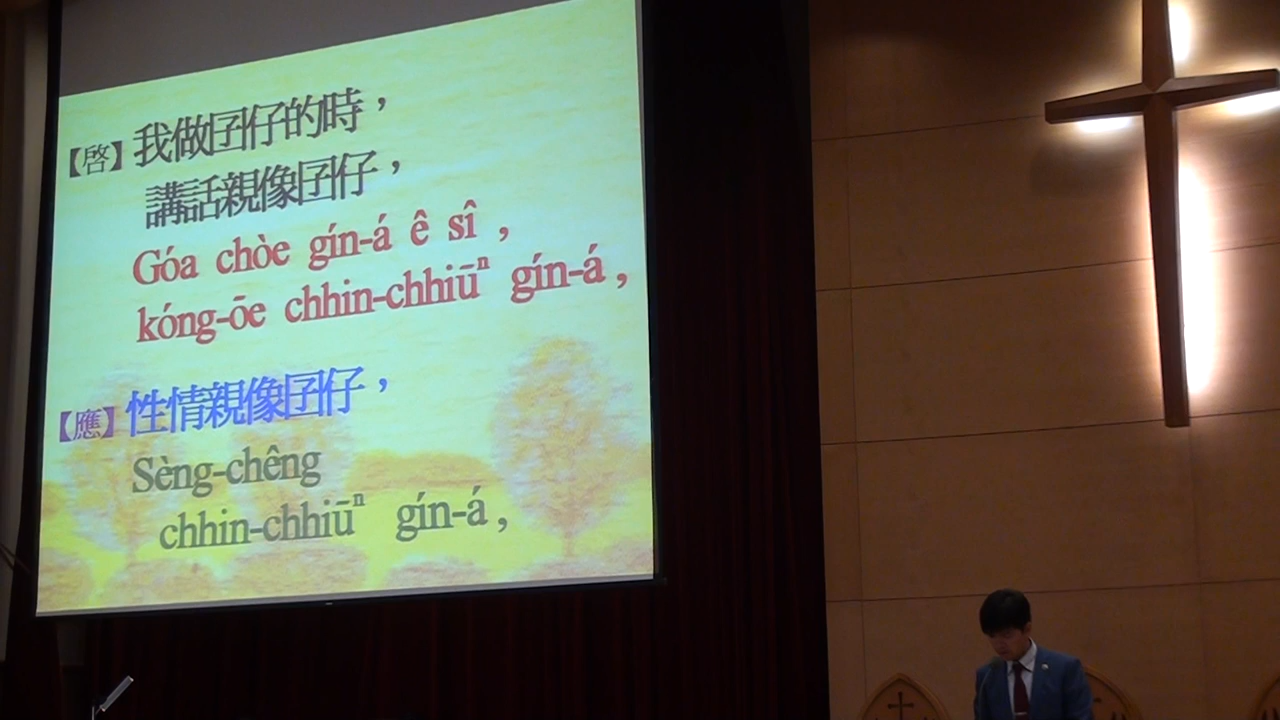 【啓】我做囝仔的時，
講話親像囝仔，
Góa chòe gín-á ê sî ,
kóng-ōe chhin-chhiūⁿ gín-á ,
【應】性情親像囝仔，
Sèng-chêng
chhin-chhiūⁿ gín-á ,